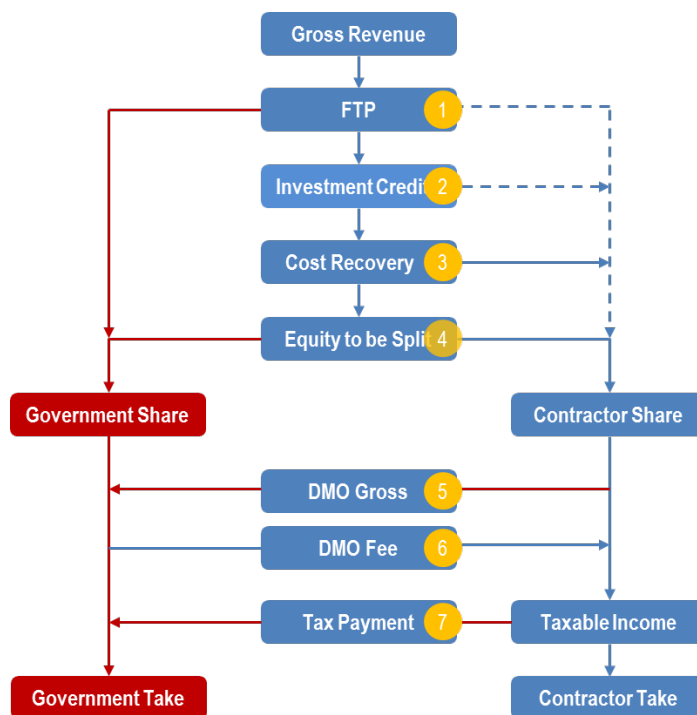 Gross Revenue
FTP 1
Investment Credit 2
Cost Recovery 3
Equity to be Split 4
Government Share
Contractor Share
DMO Gross 5
DMO Fee 6
Tax Payment 7
Taxable Income
Government Take
Contractor Take